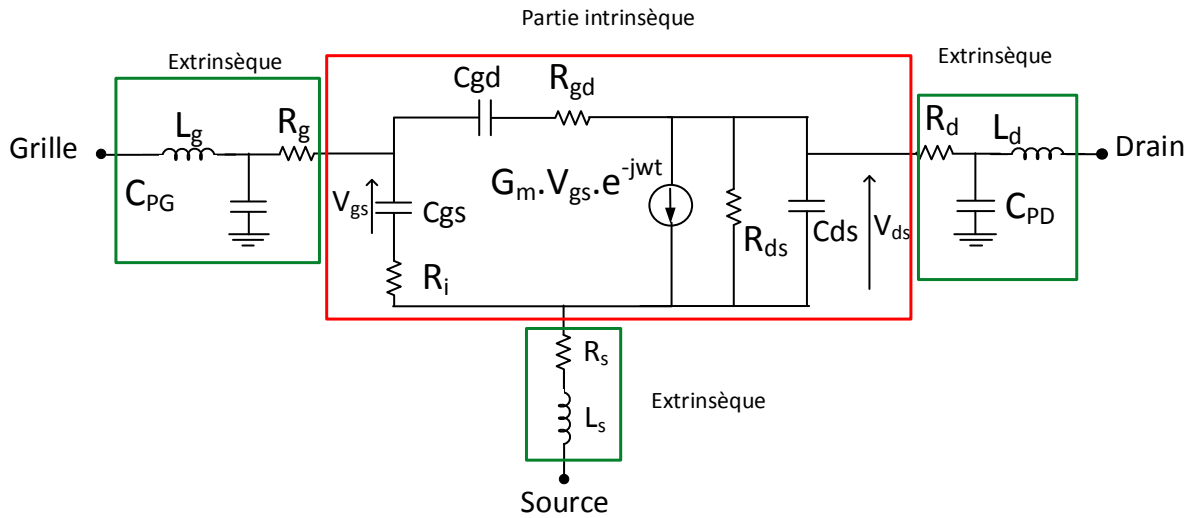 Partie intrinsèque
Extrinsèque
Extrinsèque
Cgd
Rgd
Lg
Rg
Rd
Ld
Grille
Drain
Gm.Vgs.e-jwt
CPG
Vgs
Cgs
Rds
Cds
Vds
CPD
Ri
Rs
Extrinsèque
Ls
Source